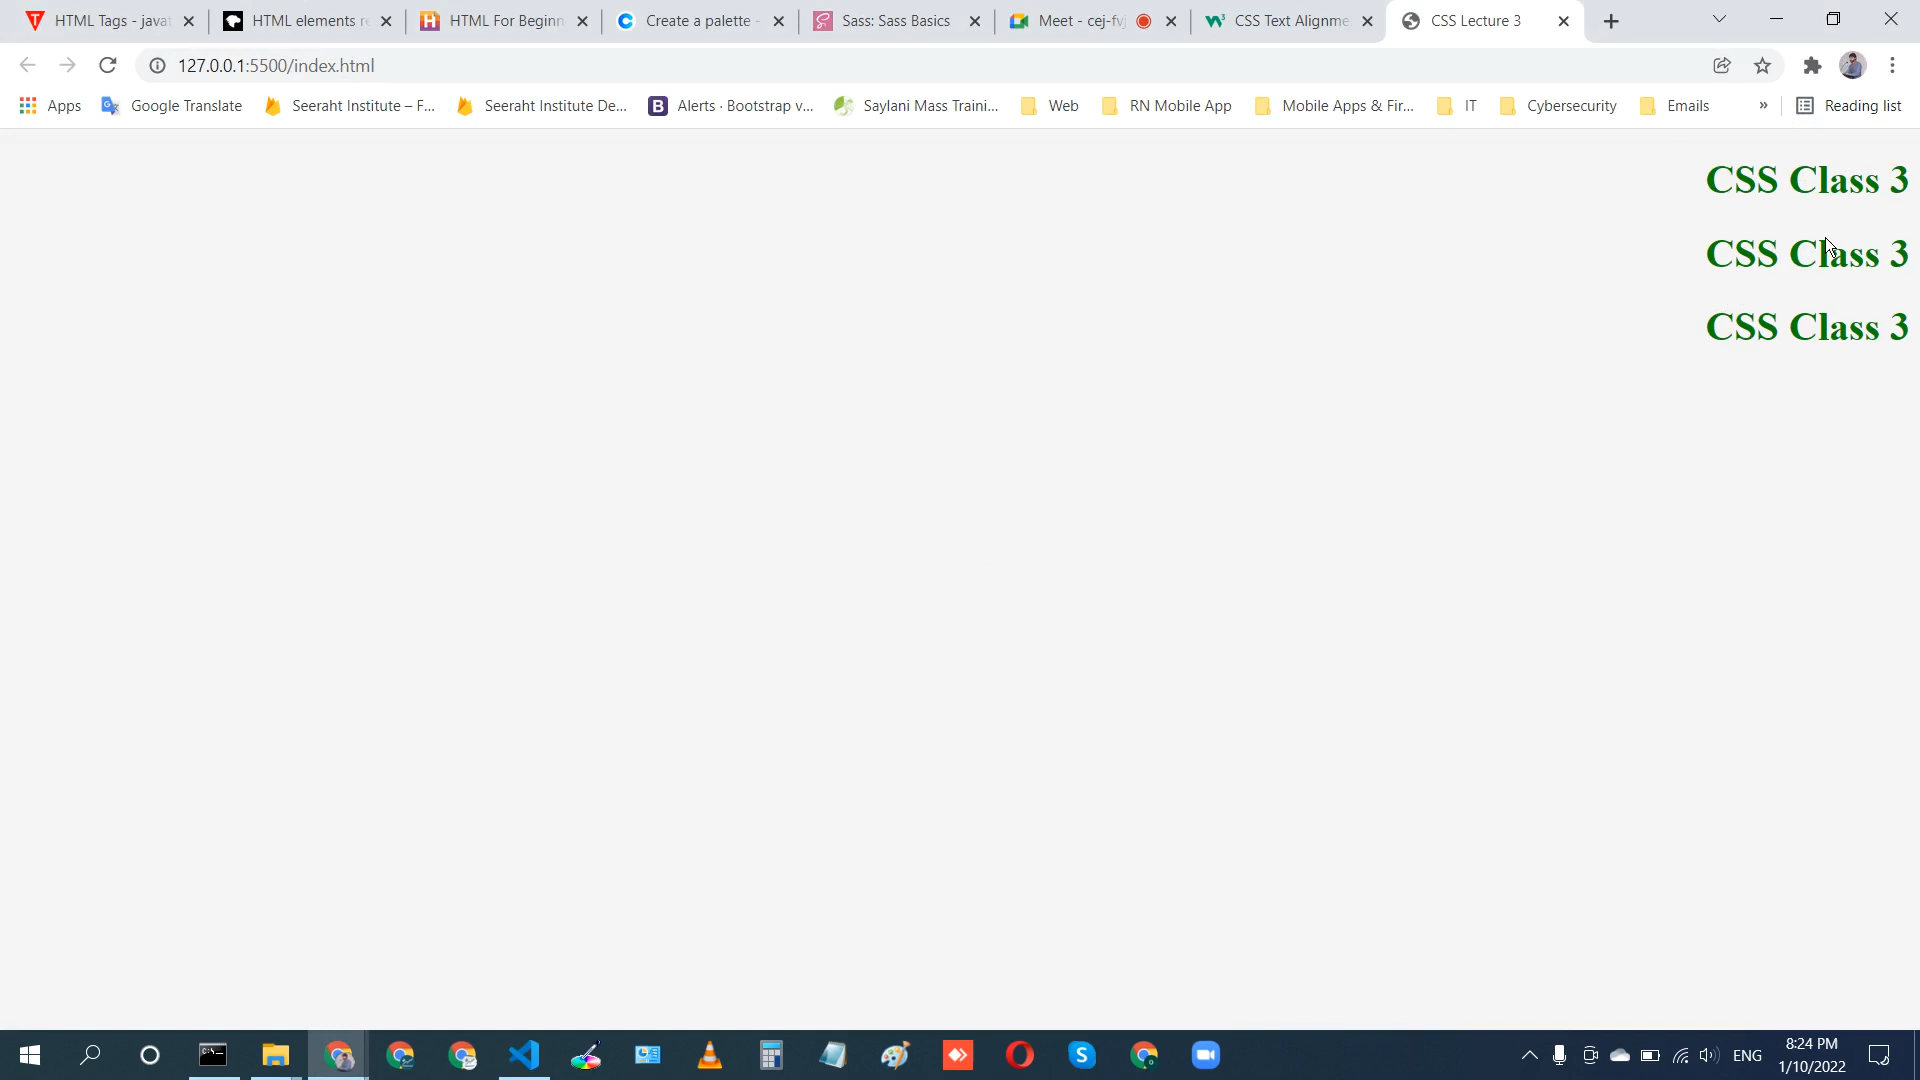 HTML Tags - javat
HTML elements re
HTML For Beginn
Create a palette -
Sass: Sass Basics
Meet - cej-fvj
CSS Text Alignme
CSS Lecture 3
127.0.0.1:5500/index.html
Apps
Google Translate
Seeraht Institute – F...
Seeraht Institute De...
Alerts · Bootstrap v...
Saylani Mass Traini...
Web
RN Mobile App
Mobile Apps & Fir...
IT
Cybersecurity
Emails
»
Reading list
CSS Class 3
CSS Class 3
CSS Class 3
ENG
8:24 PM
1/10/2022